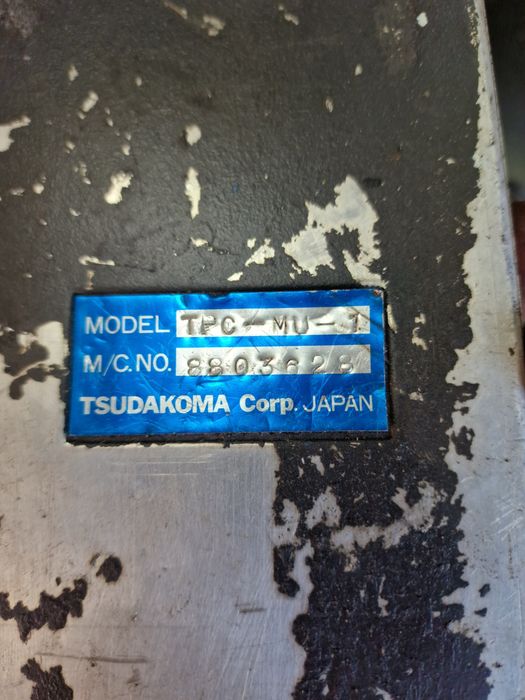 MODEL TPC-MU-1
M/C.NO. 8803628
TSUDAKOMA Corp. JAPAN